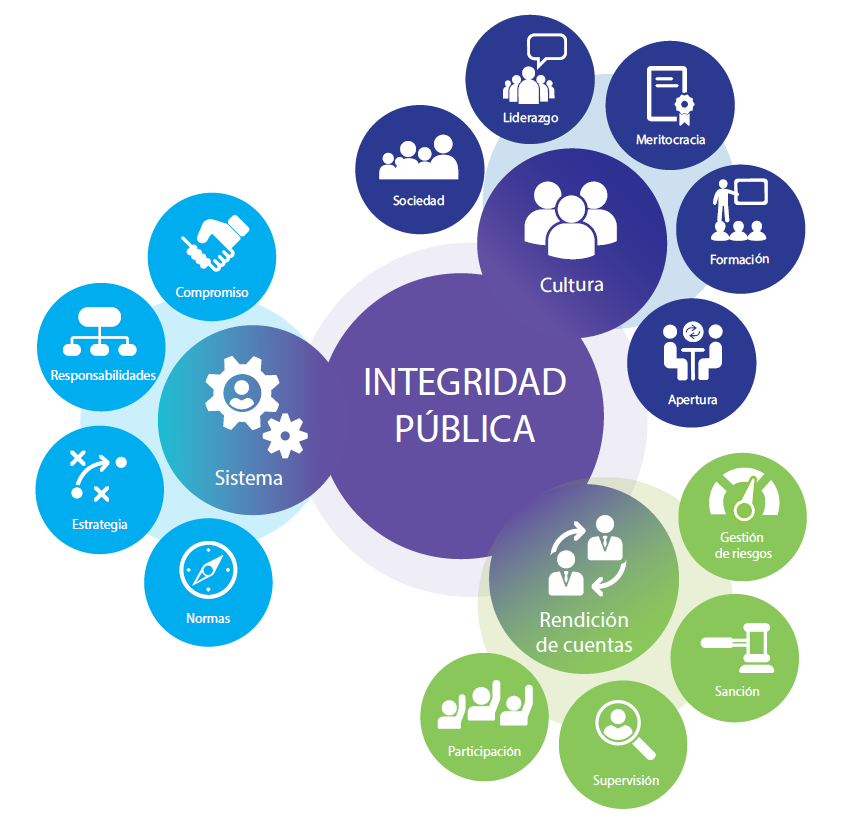 INTEGRIDAD
PÚBLICA
Cultura
Sociedad
Liderazgo
Meritocracia
Formación
Apertura
Sistema
Compromiso
Responsabilidades
Estrategia
Normas
Rendición
de cuentas
Gestión
de riesgos
Sanción
Supervisión
Participación